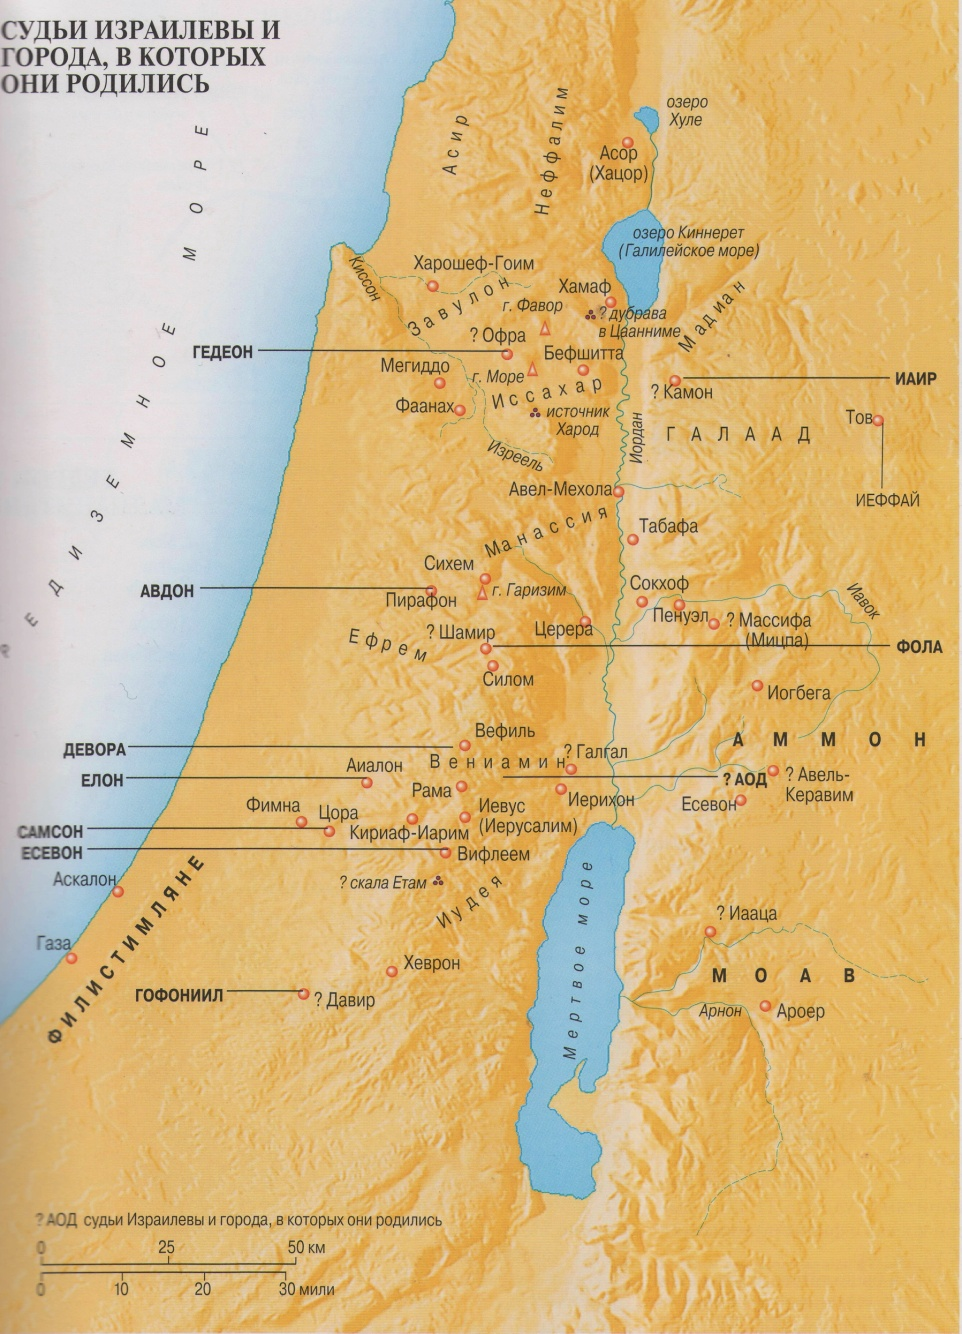 СУДЬИ ИЗРАИЛЕВЫ И
ГОРОДА, В КОТОРЫХ
ОНИ РОДИЛИСЬ
ЕДИЗЕМНОЕ МОРЕ
Асир
Неффалим
озеро
Хуле
Асор
(Хацор)
озеро Киннерет
(Галилейское море)
Киссон
Харошеф-Гоим
Завулон
г. Фавор
Хамаф
? дубрава
в Цаанниме
Мадиан
? Офра
ГЕДЕОН
Бефшитта
Мегиддо
г. Море
Иссахар
ИАИР
? Камон
Фаанах
источник
Харод
Тов
ГАЛААД
Иордан
Изреель
Авел-Мехола
ИЕФФАЙ
Манассия
Табафа
Сихем
г. Гаризим
АВДОН
Пирафон
Сокхоф
Пенуэл
Иавок
? Массифа
(Мицпа)
Ефрем
? Шамир
Церера
ФОЛА
Силом
Иогбега
Вефиль
ДЕВОРА
Вениамин
? Галгал
АММОН
Аиалон
ЕЛОН
Рама
? АОД
? Авель-
Керавим
Иерихон
Есевон
Фимна
Цора
Иевус
(Иерусалим)
САМСОН
Кириаф-Иарим
ЕСЕВОН
Вифлеем
Аскалон
? скала Етам
Иудея
ФИЛИСТИМЛЯНЕ
Мертвое море
? Иааца
Газа
Хеврон
МОАВ
ГОФОНИИЛ
? Давир
Арнон
Ароер
? АОД судьи Израилевы и города, в которых они родились
0 25 50 км
0 10 20 30 мили